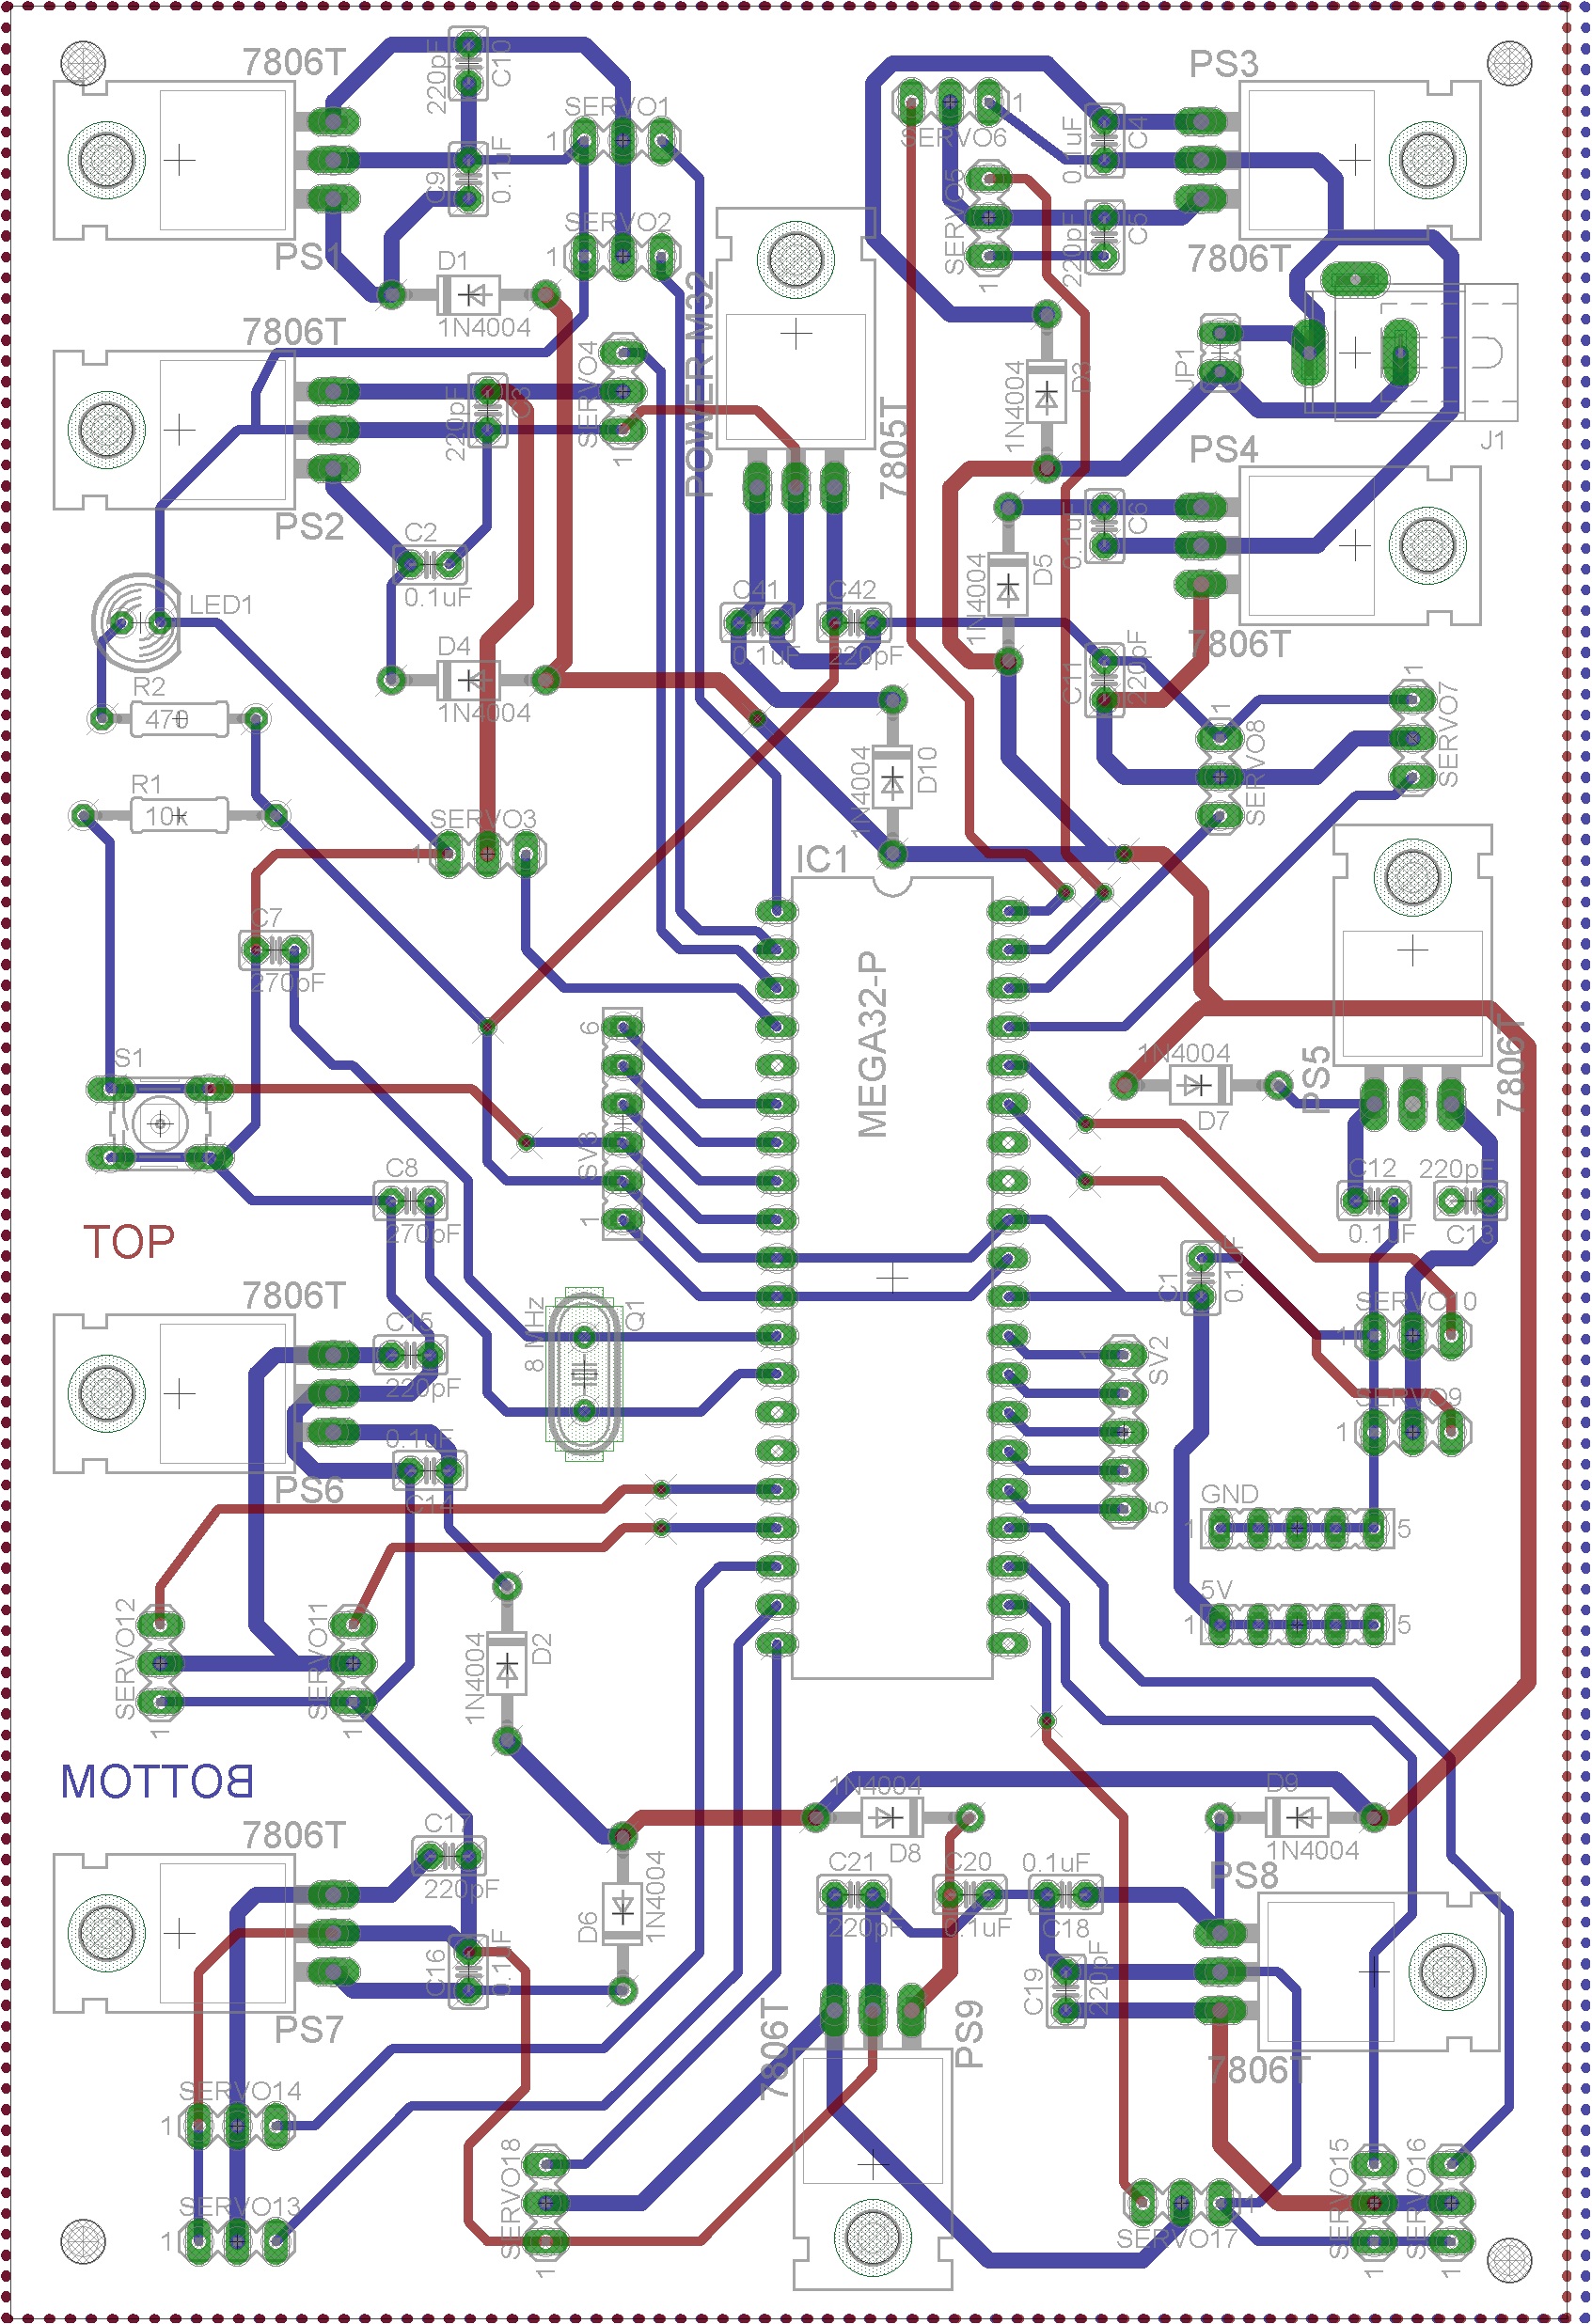 7806T
220pF
C10
SERVO1
1
0.1uF
C9
PS1
SERVO6
1
PS3
C4
0.1uF
SERVO5
1
220pF
C5
7806T
SERVO2
D1
1N4004
7806T
PS2
220pF
C3
SERVO4
1
POWER M32
7805T
D3
1N4004
JP1
J1
PS4
C6
0.1uF
7806T
C2
0.1uF
LED1
D4
1N4004
C41
0.1uF
C42
220pF
D5
1N4004
C11
220pF
R2
470
R1
10k
SERVO3
1
D10
1N4004
1
SERVO8
1
SERVO7
IC1
MEGA32-P
C7
270pF
S1
6
SV3
1
1N4004
D7
PS5
7806T
C12
0.1uF
220pF
C13
TOP
C8
270pF
C1
0.1uF
8 MHz
Q1
7806T
PS6
C15
220pF
0.1uF
C14
1
SV2
5
SERVO10
1
SERVO9
1
GND
1
5
5V
1
5
SERVO12
1
SERVO11
1
D2
1N4004
BOTTOM
7806T
PS7
C17
220pF
C16
0.1uF
D6
1N4004
1N4004
D8
D9
1N4004
C21
220pF
C20
0.1uF
0.1uF
C18
C19
220pF
PS8
7806T
7806T
PS9
SERVO14
1
SERVO13
1
SERVO18
1
SERVO17
1
SERVO15
1
SERVO16
1